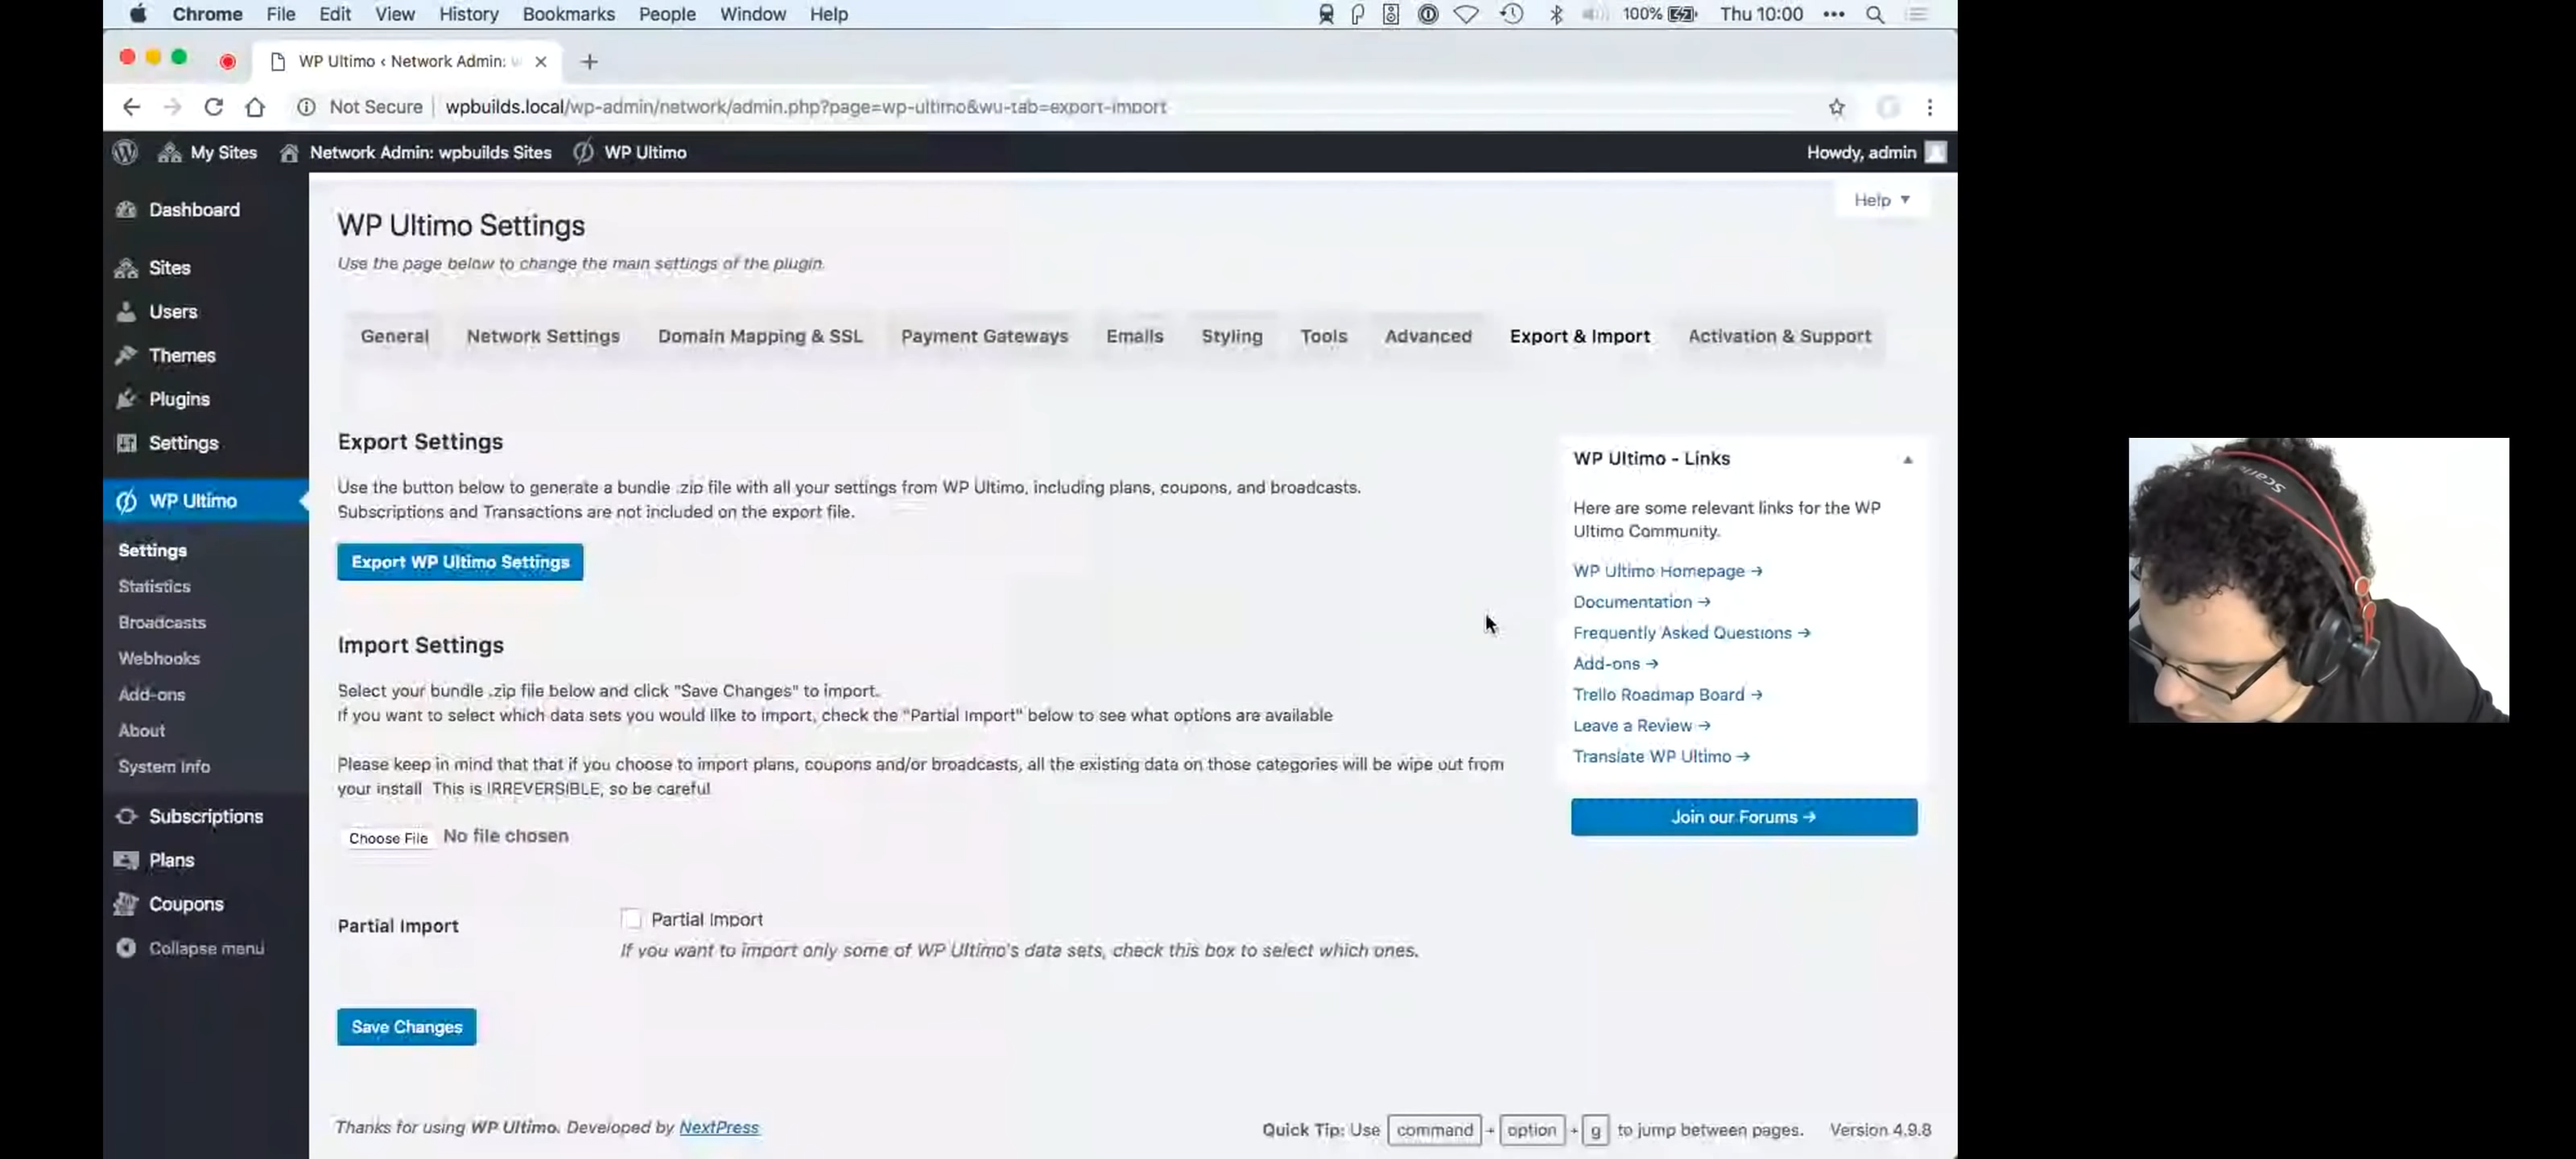 Chrome File Edit View History Bookmarks People Window Help 100% Thu 10:00
WP Ultimo ‹ Network Admin:
Not Secure wpbuilds.local/wp-admin/network/admin.php?page=wp-ultimo&wu-tab=export-import
My Sites Network Admin: wpbuilds Sites WP Ultimo Howdy, admin
Help
Dashboard
Sites
Users
Themes
Plugins
Settings
WP Ultimo
Settings
Statistics
Broadcasts
Webhooks
Add-ons
About
System Info
Subscriptions
Plans
Coupons
Collapse menu
WP Ultimo Settings
Use the page below to change the main settings of the plugin.
General Network Settings Domain Mapping & SSL Payment Gateways Emails Styling Tools Advanced Export & Import Activation & Support
Export Settings
Use the button below to generate a bundle .zip file with all your settings from WP Ultimo, including plans, coupons, and broadcasts.
Subscriptions and Transactions are not included on the export file.
Export WP Ultimo Settings
Import Settings
Select your bundle .zip file below and click "Save Changes" to import.
If you want to select which data sets you would like to import, check the "Partial Import" below to see what options are available
Please keep in mind that that if you choose to import plans, coupons and/or broadcasts, all the existing data on those categories will be wipe out from
your install. This is IRREVERSIBLE, so be careful
Choose File No file chosen
Partial Import
Partial Import
If you want to import only some of WP Ultimo's data sets, check this box to select which ones.
Save Changes
WP Ultimo - Links
Here are some relevant links for the WP
Ultimo Community.
WP Ultimo Homepage →
Documentation →
Frequently Asked Questions →
Add-ons →
Trello Roadmap Board →
Leave a Review →
Translate WP Ultimo →
Join our Forums →
Thanks for using WP Ultimo. Developed by NextPress
Quick Tip: Use command + option + g to jump between pages. Version 4.9.8